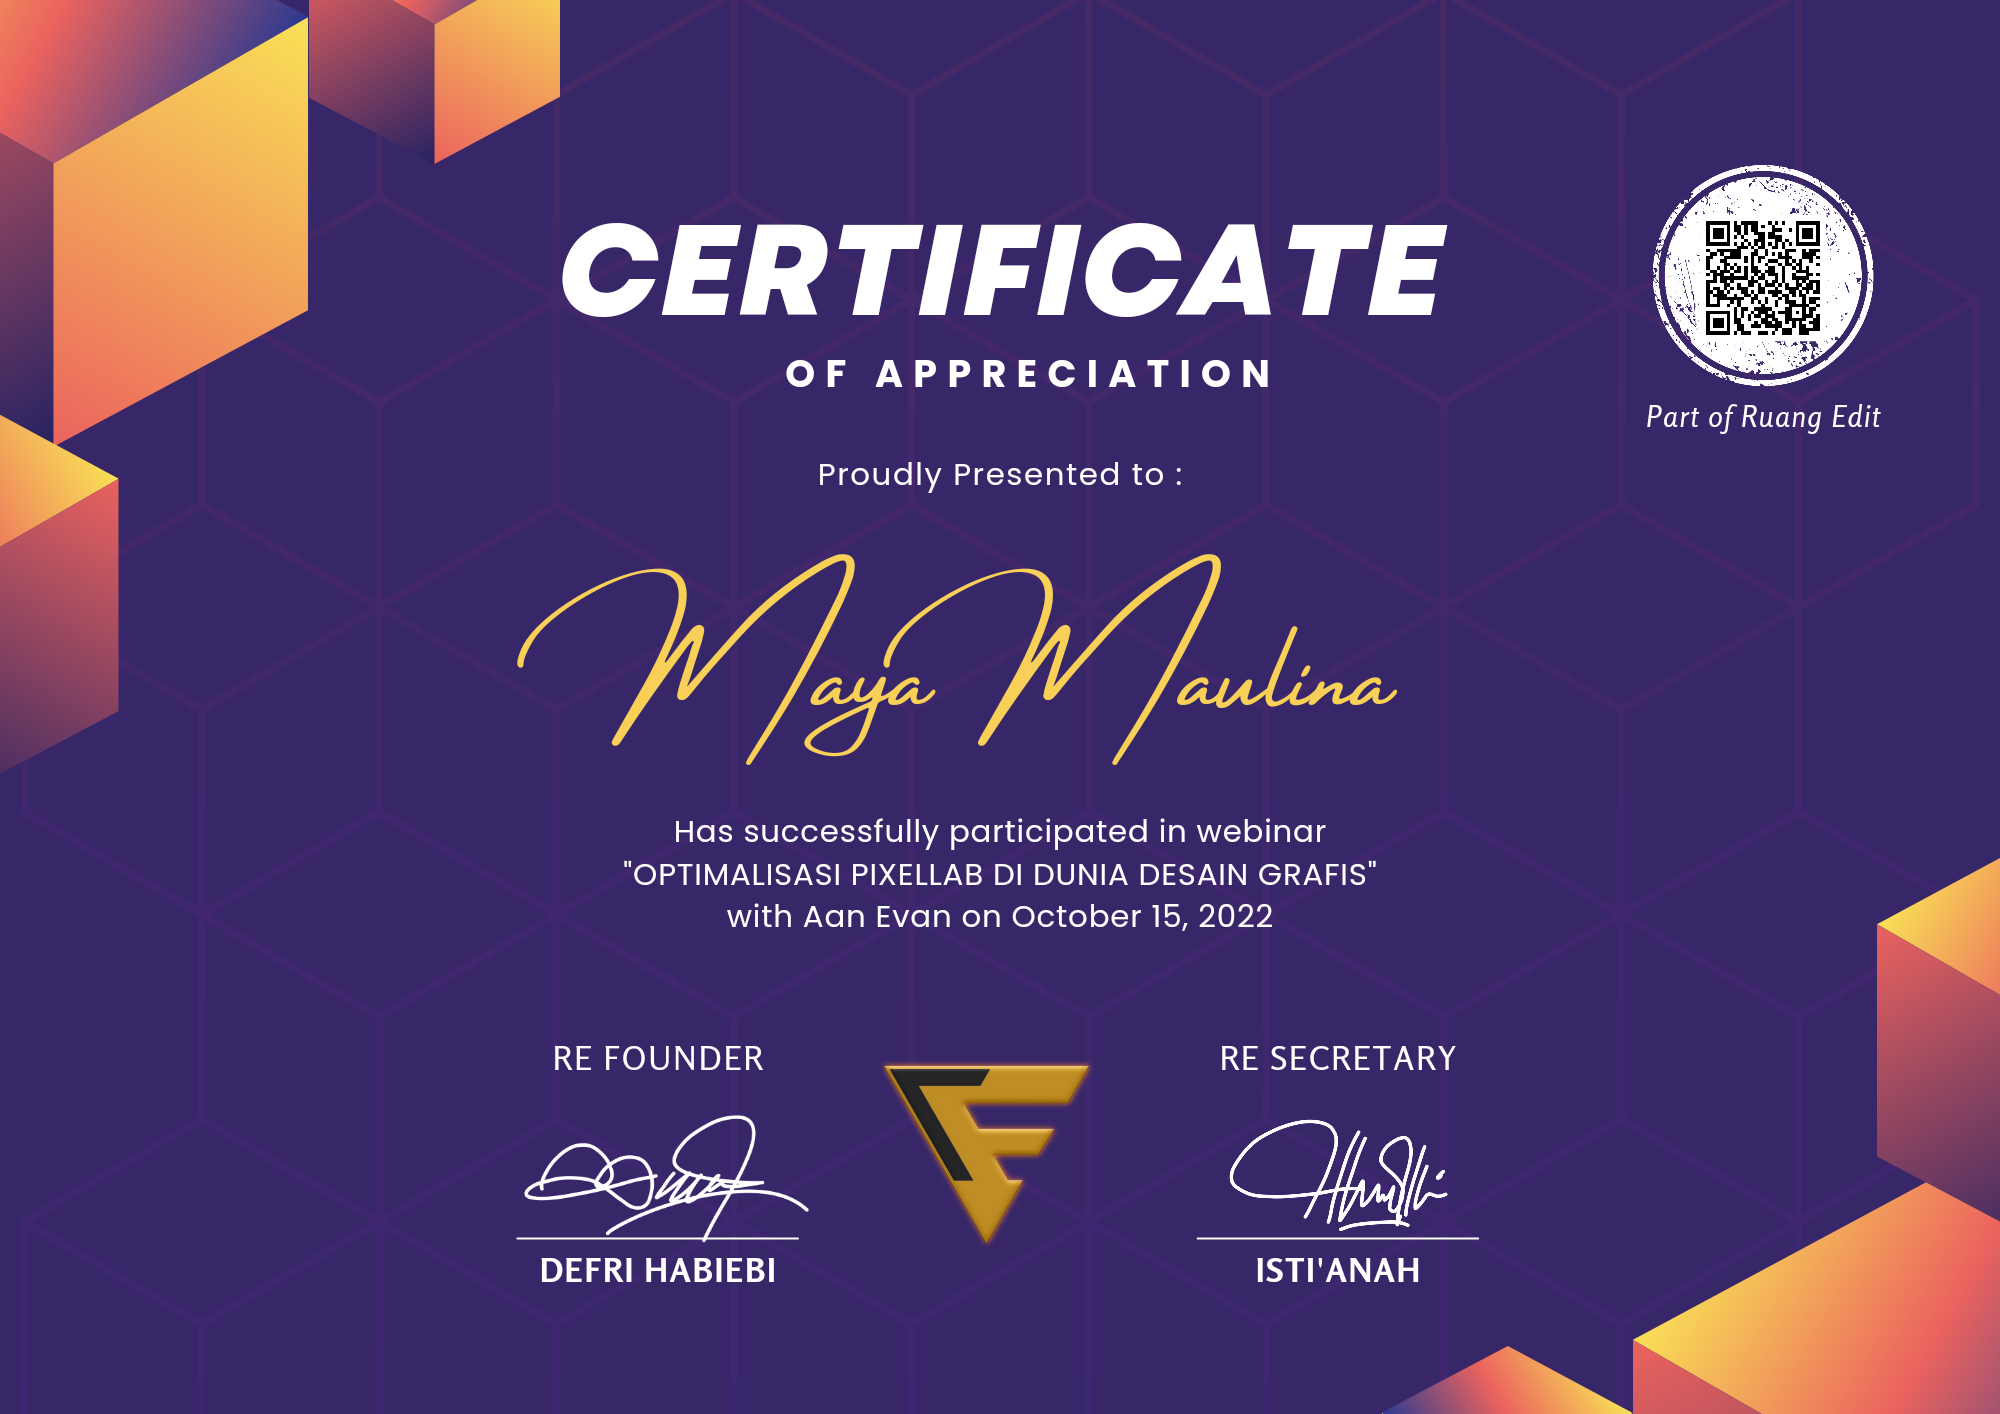 CERTIFICATE
OF APPRECIATION
Part of Ruang Edit
Proudly Presented to :
Maya Maulina
Has successfully participated in webinar
"OPTIMALISASI PIXELLAB DI DUNIA DESAIN GRAFIS"
with Aan Evan on October 15, 2022
RE FOUNDER
RE SECRETARY
DEFRI HABIEBI
ISTI'ANAH